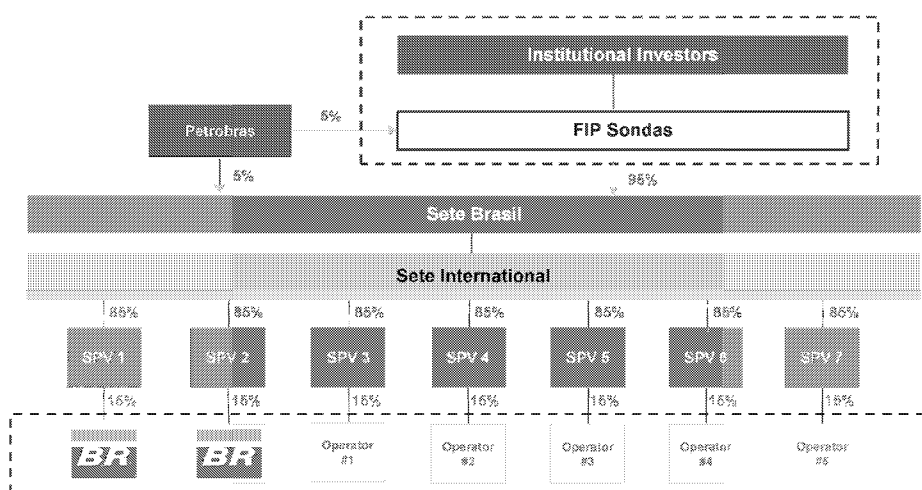 Institutional Investors
Petrobras
5%
FIP Sondas
5%
95%
Sete Brasil
Sete International
85% 85% 85% 85% 85% 85% 85%
SPV 1 SPV 2 SPV 3 SPV 4 SPV 5 SPV 6 SPV 7
15% 15% 15% 15% 15% 15% 15%
BR BR Operator Operator Operator Operator Operator
#1 #2 #3 #4 #5